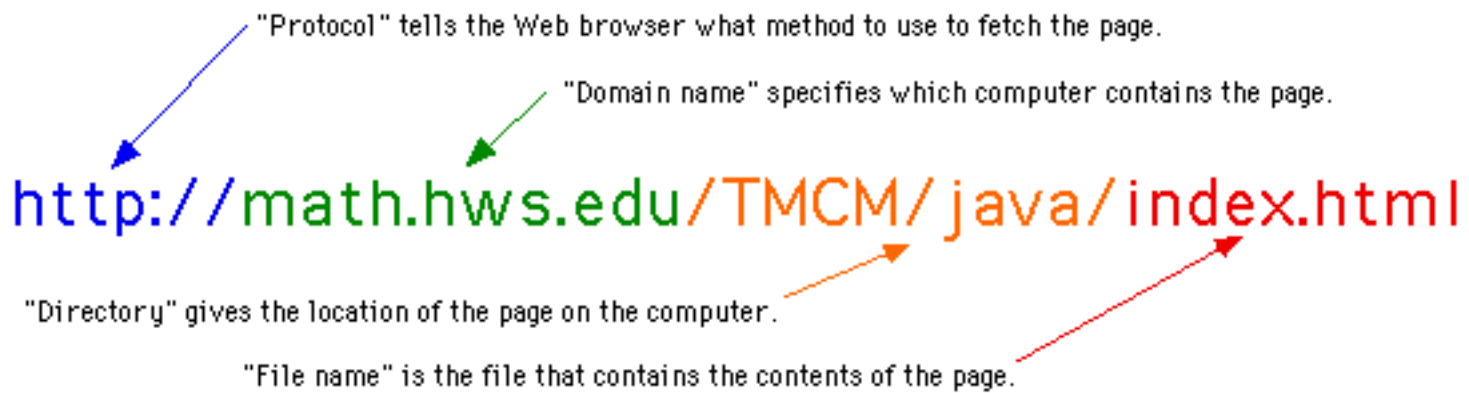 "Protocol" tells the Web browser what method to use to fetch the page.
"Domain name" specifies which computer contains the page.
http://math.hws.edu/TMCM/java/index.html
"Directory" gives the location of the page on the computer.
"File name" is the file that contains the contents of the page.